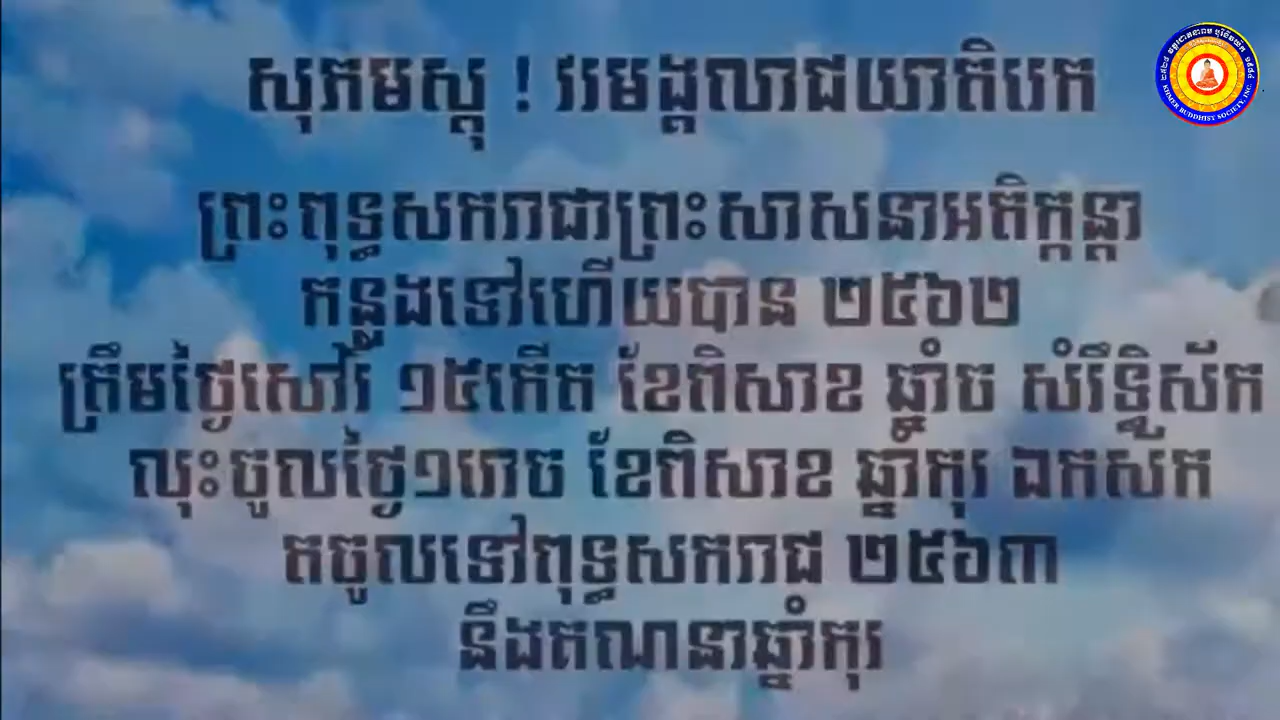 សុភមស្តុ ! វរមង្គលាជយាតិបេក
ព្រះពុទ្ធសករាជាព្រះសាសនាអតិក្កន្តា
កន្លងទៅហើយបាន ២៥៦២
ត្រឹមថ្ងៃសៅរ៍ ១៥កើត ខែពិសាខ ឆ្នាំច សំរឹទ្ធិស័ក
លុះចូលថ្ងៃ១រោច ខែពិសាខ ឆ្នាំកុរ ឯកស័ក
តចូលទៅពុទ្ធសករាជ ២៥៦៣
នឹងគណនាឆ្នាំកុរ
KHMER BUDDHIST SOCIETY, INC.